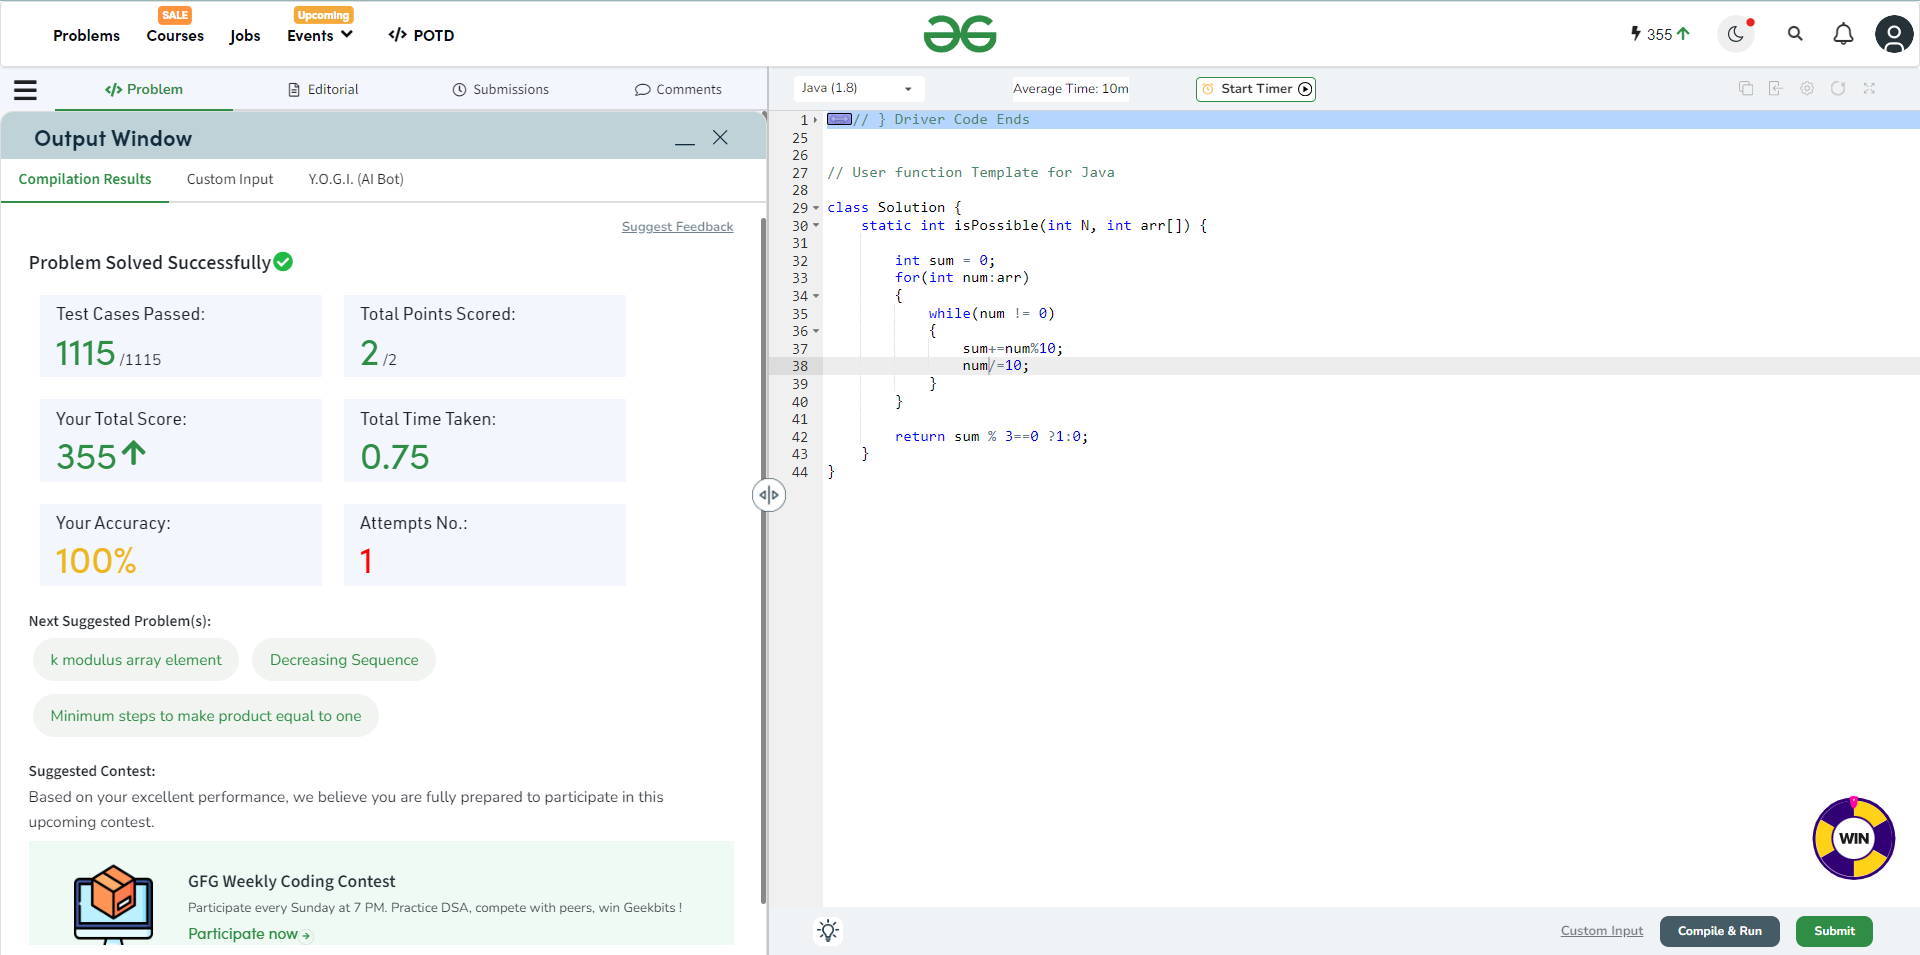 SALE
Upcoming
Problems Courses Jobs Events </> POTD
355
</> Problem Editorial Submissions Comments
Java (1.8) Average Time: 10m Start Timer
Output Window
Compilation Results Custom Input Y.O.G.I. (AI Bot)
Suggest Feedback
Problem Solved Successfully
Test Cases Passed: Total Points Scored:
1115 /1115 2 /2
Your Total Score: Total Time Taken:
355 0.75
Your Accuracy: Attempts No.:
100% 1
Next Suggested Problem(s):
k modulus array element Decreasing Sequence
Minimum steps to make product equal to one
Suggested Contest:
Based on your excellent performance, we believe you are fully prepared to participate in this
upcoming contest.
GFG Weekly Coding Contest
Participate every Sunday at 7 PM. Practice DSA, compete with peers, win Geekbits !
Participate now
1 // } Driver Code Ends
25
26
27 // User function Template for Java
28
29 class Solution {
30 static int isPossible(int N, int arr[]) {
31
32 int sum = 0;
33 for(int num:arr)
34 {
35 while(num != 0)
36 {
37 sum+=num%10;
38 num/=10;
39 }
40 }
41
42 return sum % 3==0 ?1:0;
43 }
44 }
WIN
Custom Input Compile & Run Submit